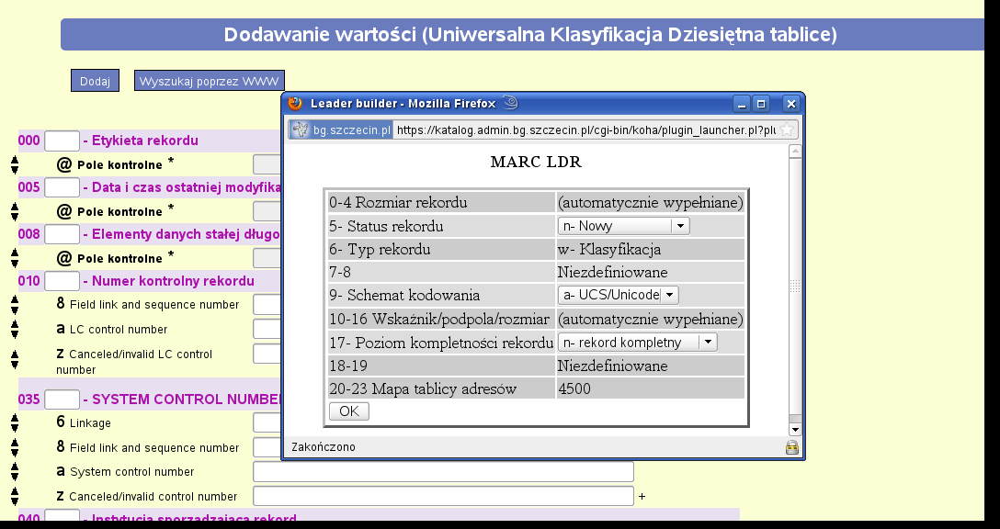 Dodawanie wartości (Uniwersalna Klasyfikacja Dziesiętna tablice)
Dodaj Wyszukaj poprzez WWW
000 - Etykieta rekordu
@ Pole kontrolne *
005 - Data i czas ostatniej modyfika
@ Pole kontrolne *
008 - Elementy danych stałej długo
@ Pole kontrolne *
010 - Numer kontrolny rekordu
8 Field link and sequence number
a LC control number
z Canceled/invalid LC control
number
035 - SYSTEM CONTROL NUMBER
6 Linkage
8 Field link and sequence number
a System control number
z Canceled/invalid control number +
040 - Instytucja sporządzająca rekord
Leader builder - Mozilla Firefox
bg.szczecin.pl https://katalog.admin.bg.szczecin.pl/cgi-bin/koha/plugin_launcher.pl?plu
MARC LDR
0-4 Rozmiar rekordu (automatycznie wypełniane)
5- Status rekordu n- Nowy
6- Typ rekordu w- Klasyfikacja
7-8 Niezdefiniowane
9- Schemat kodowania a- UCS/Unicode
10-16 Wskaźnik/podpola/rozmiar (automatycznie wypełniane)
17- Poziom kompletności rekordu n- rekord kompletny
18-19 Niezdefiniowane
20-23 Mapa tablicy adresów 4500
OK
Zakończono